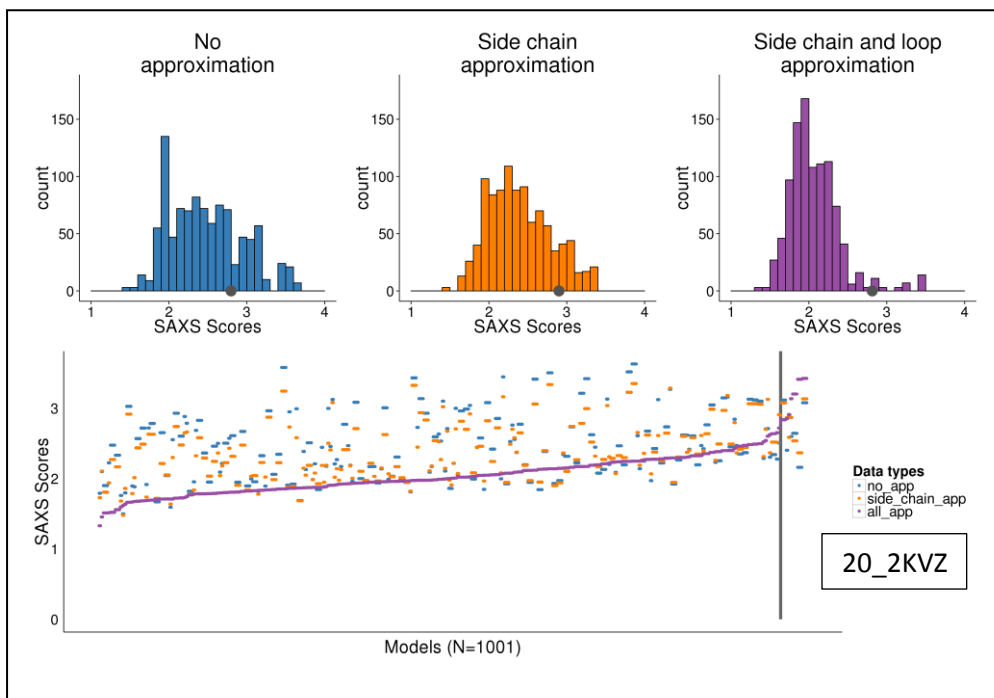 No
approximation
Side chain
approximation
Side chain and loop
approximation
count
150
100
50
0
1
2
3
4
SAXS Scores
count
150
100
50
0
1
2
3
4
SAXS Scores
count
150
100
50
0
1
2
3
4
SAXS Scores
SAXS Scores
3
2
1
0
Models (N=1001)
Data types
no_app
side_chain_app
all_app
20_2KVZ